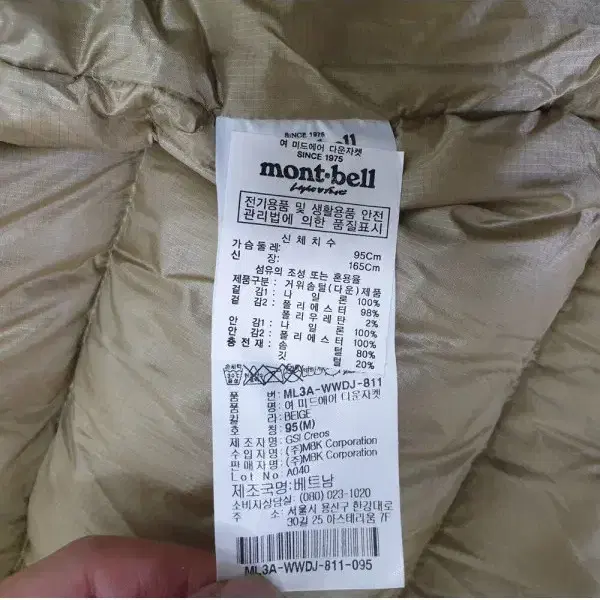 SINCE 1975
여 미드에어 다운자켓
SINCE 1975
mont·bell
전기용품 및 생활용품 안전
관리법에 의한 품질표시
신체치수
가슴둘레: 95Cm
신 장: 165Cm
섬유의 조성 또는 혼용율
제품구분: 거위솜털(다운)제품
겉 감1: 나 일 론 100%
겉 감2: 폴리에스터 98%
폴리우레탄 2%
안 감1: 나 일 론 100%
안 감2: 폴리에스터 100%
충전재: 솜 털 80%
깃 털 20%
품 번: ML3A-WWDJ-811
품 명: 여 미드에어 다운자켓
칼 라: BEIGE
호 칭: 95(M)
제조자명: GSI Creos
수입자명: (주)MBK Corporation
판매자명: (주)MBK Corporation
Lot No: A040
제조국명: 베트남
소비자상담실: (080) 023-1020
주 소: 서울시 용산구 한강대로
30길 25 아스테리움 7F
ML3A-WWDJ-811-095